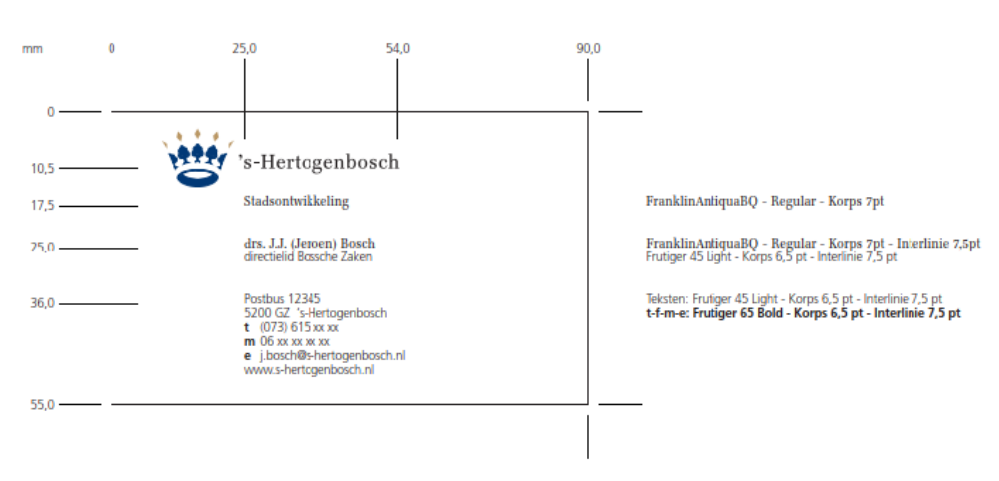 mm 0 25,0 54,0 90,0
0
10,5 's-Hertogenbosch
17,5 Stadsontwikkeling FranklinAntiquaBQ - Regular - Korps 7pt
25,0 drs. J.J. (Jeroen) Bosch FranklinAntiquaBQ - Regular - Korps 7pt - Interlinie 7,5pt
directielid Bossche Zaken Frutiger 45 Light - Korps 6,5 pt - Interlinie 7,5 pt
36,0 Postbus 12345 Teksten: Frutiger 45 Light - Korps 6,5 pt - Interlinie 7,5 pt
5200 GZ 's-Hertogenbosch t-f-m-e: Frutiger 65 Bold - Korps 6,5 pt - Interlinie 7,5 pt
t (073) 615 xx xx
m 06 xx xx xx xx
e j.bosch@s-hertogenbosch.nl
www.s-hertogenbosch.nl
55,0